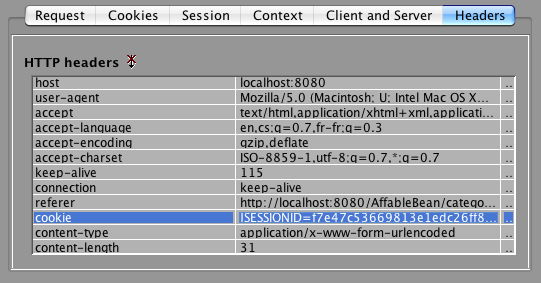 Request Cookies Session Context Client and Server Headers
HTTP headers
host localhost:8080 ..
user-agent Mozilla/5.0 (Macintosh; U; Intel Mac OS X... ..
accept text/html,application/xhtml+xml,applicati... ..
accept-language en,cs;q=0.7,fr-fr;q=0.3 ..
accept-encoding gzip,deflate ..
accept-charset ISO-8859-1,utf-8;q=0.7,*;q=0.7 ..
keep-alive 115 ..
connection keep-alive ..
referer http://localhost:8080/AffableBean/catego... ..
cookie JSESSIONID=f7e47c53669813e1edc26ff8... ..
content-type application/x-www-form-urlencoded ..
content-length 31 ..